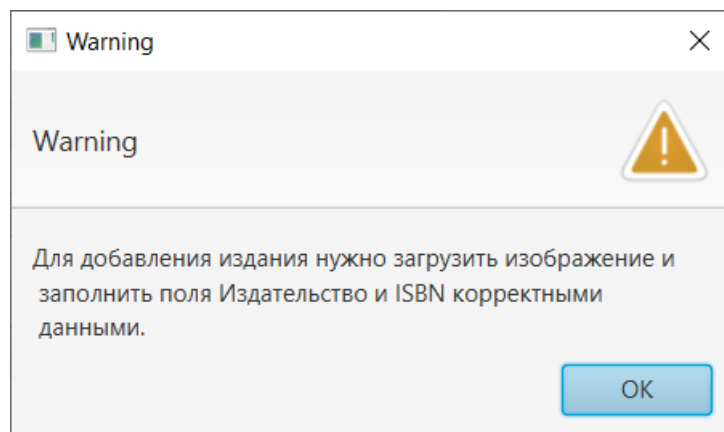 Warning
Warning
Для добавления издания нужно загрузить изображение и
заполнить поля Издательство и ISBN корректными
данными.
OK